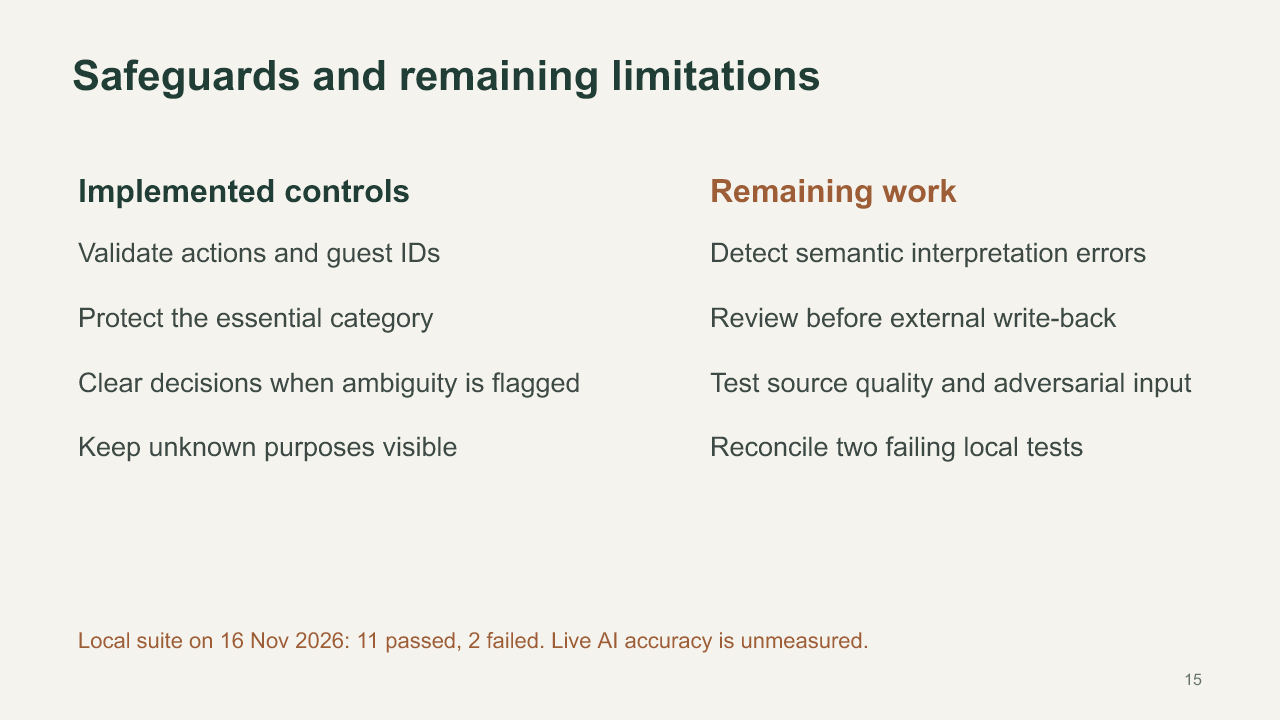 Safeguards and remaining limitations
Implemented controls
Validate actions and guest IDs
Protect the essential category
Clear decisions when ambiguity is flagged
Keep unknown purposes visible
Remaining work
Detect semantic interpretation errors
Review before external write-back
Test source quality and adversarial input
Reconcile two failing local tests
Local suite on 16 Nov 2026: 11 passed, 2 failed. Live AI accuracy is unmeasured.
15